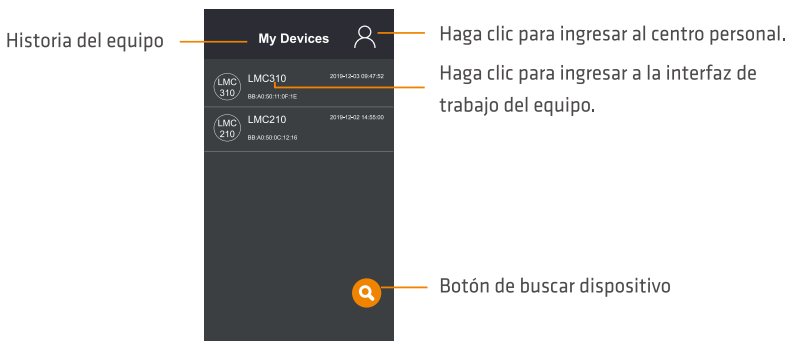 Historia del equipo
My Devices
Haga clic para ingresar al centro personal.
LMC
310
LMC310
2019-12-03 09:47:52
BB:A0:50:11:0F:1E
Haga clic para ingresar a la interfaz de
trabajo del equipo.
LMC
210
LMC210
2019-12-02 14:55:00
BB:A0:50:0C:12:16
Botón de buscar dispositivo